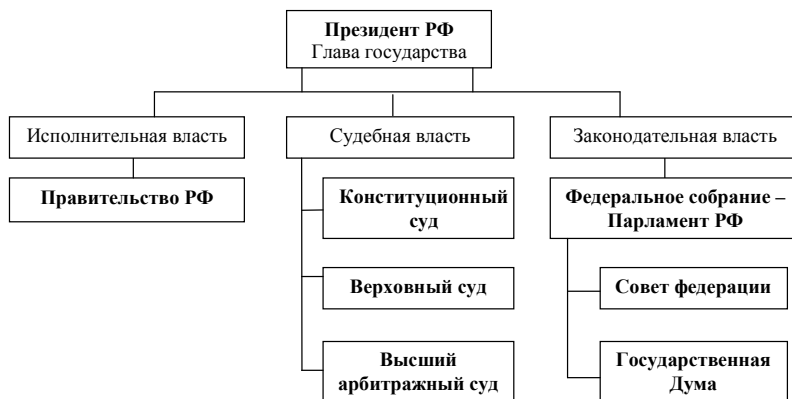 Президент РФ
Глава государства
Исполнительная власть
Судебная власть
Законодательная власть
Правительство РФ
Конституционный
суд
Федеральное собрание –
Парламент РФ
Верховный суд
Совет федерации
Высший
арбитражный суд
Государственная
Дума